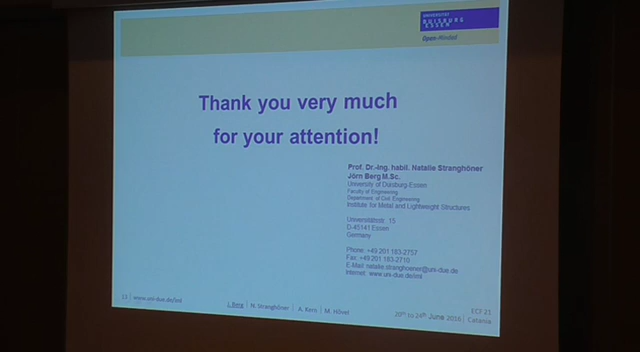 UNIVERSITÄT
DUISBURG
ESSEN
Open-Minded
Thank you very much
for your attention!
Prof. Dr.-Ing. habil. Natalie Stranghöner
Jörn Berg M.Sc.
University of Duisburg-Essen
Faculty of Engineering
Department of Civil Engineering
Institute for Metal and Lightweight Structures
Universitätsstr. 15
D-45141 Essen
Germany
Phone: +49 201 183-2757
Fax: +49 201 183-2710
E-Mail: natalie.stranghoener@uni-due.de
Internet: www.uni-due.de/iml
13 | www.uni-due.de/iml
J. Berg | N. Stranghöner | A. Kern | M. Hüvel
20th to 24th June 2016 | ECF 21
Catania